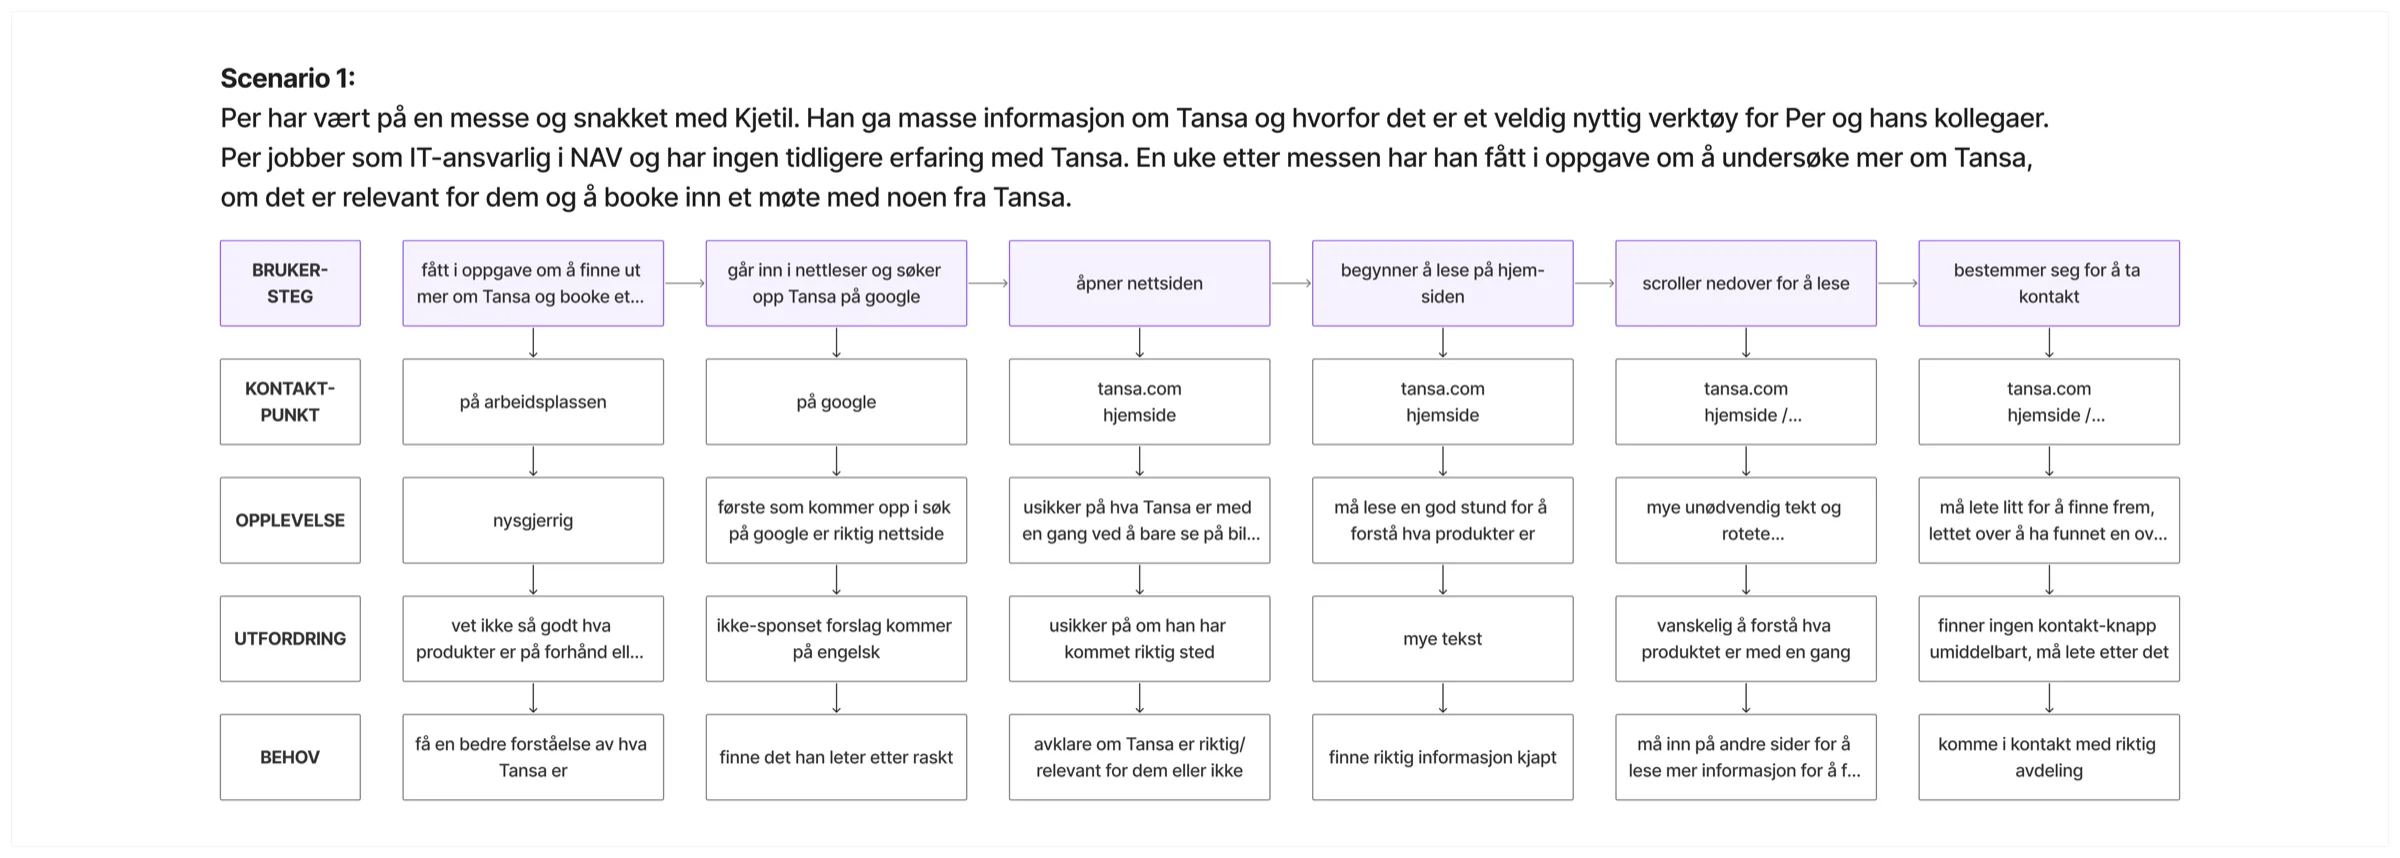 Scenario 1:
Per har vært på en messe og snakket med Kjetil. Han ga masse informasjon om Tansa og hvorfor det er et veldig nyttig verktøy for Per og hans kollegaer.
Per jobber som IT-ansvarlig i NAV og har ingen tidligere erfaring med Tansa. En uke etter messen har han fått i oppgave om å undersøke mer om Tansa,
om det er relevant for dem og å booke inn et møte med noen fra Tansa.
BRUKER-
STEG
fått i oppgave om å finne ut
mer om Tansa og booke et...
går inn i nettleser og søker
opp Tansa på google
åpner nettsiden
begynner å lese på hjem-
siden
scroller nedover for å lese
bestemmer seg for å ta
kontakt
KONTAKT-
PUNKT
på arbeidsplassen
på google
tansa.com
hjemside
tansa.com
hjemside
tansa.com
hjemside /...
tansa.com
hjemside /...
OPPLEVELSE
nysgjerrig
første som kommer opp i søk
på google er riktig nettside
usikker på hva Tansa er med
en gang ved å bare se på bil...
må lese en god stund for å
forstå hva produkter er
mye unødvendig tekt og
rotete...
må lete litt for å finne frem,
lettet over å ha funnet en ov...
UTFORDRING
vet ikke så godt hva
produkter er på forhånd ell...
ikke-sponset forslag kommer
på engelsk
usikker på om han har
kommet riktig sted
mye tekst
vanskelig å forstå hva
produktet er med en gang
finner ingen kontakt-knapp
umiddelbart, må lete etter det
BEHOV
få en bedre forståelse av hva
Tansa er
finne det han leter etter raskt
avklare om Tansa er riktig/
relevant for dem eller ikke
finne riktig informasjon kjapt
må inn på andre sider for å
lese mer informasjon for å f...
komme i kontakt med riktig
avdeling